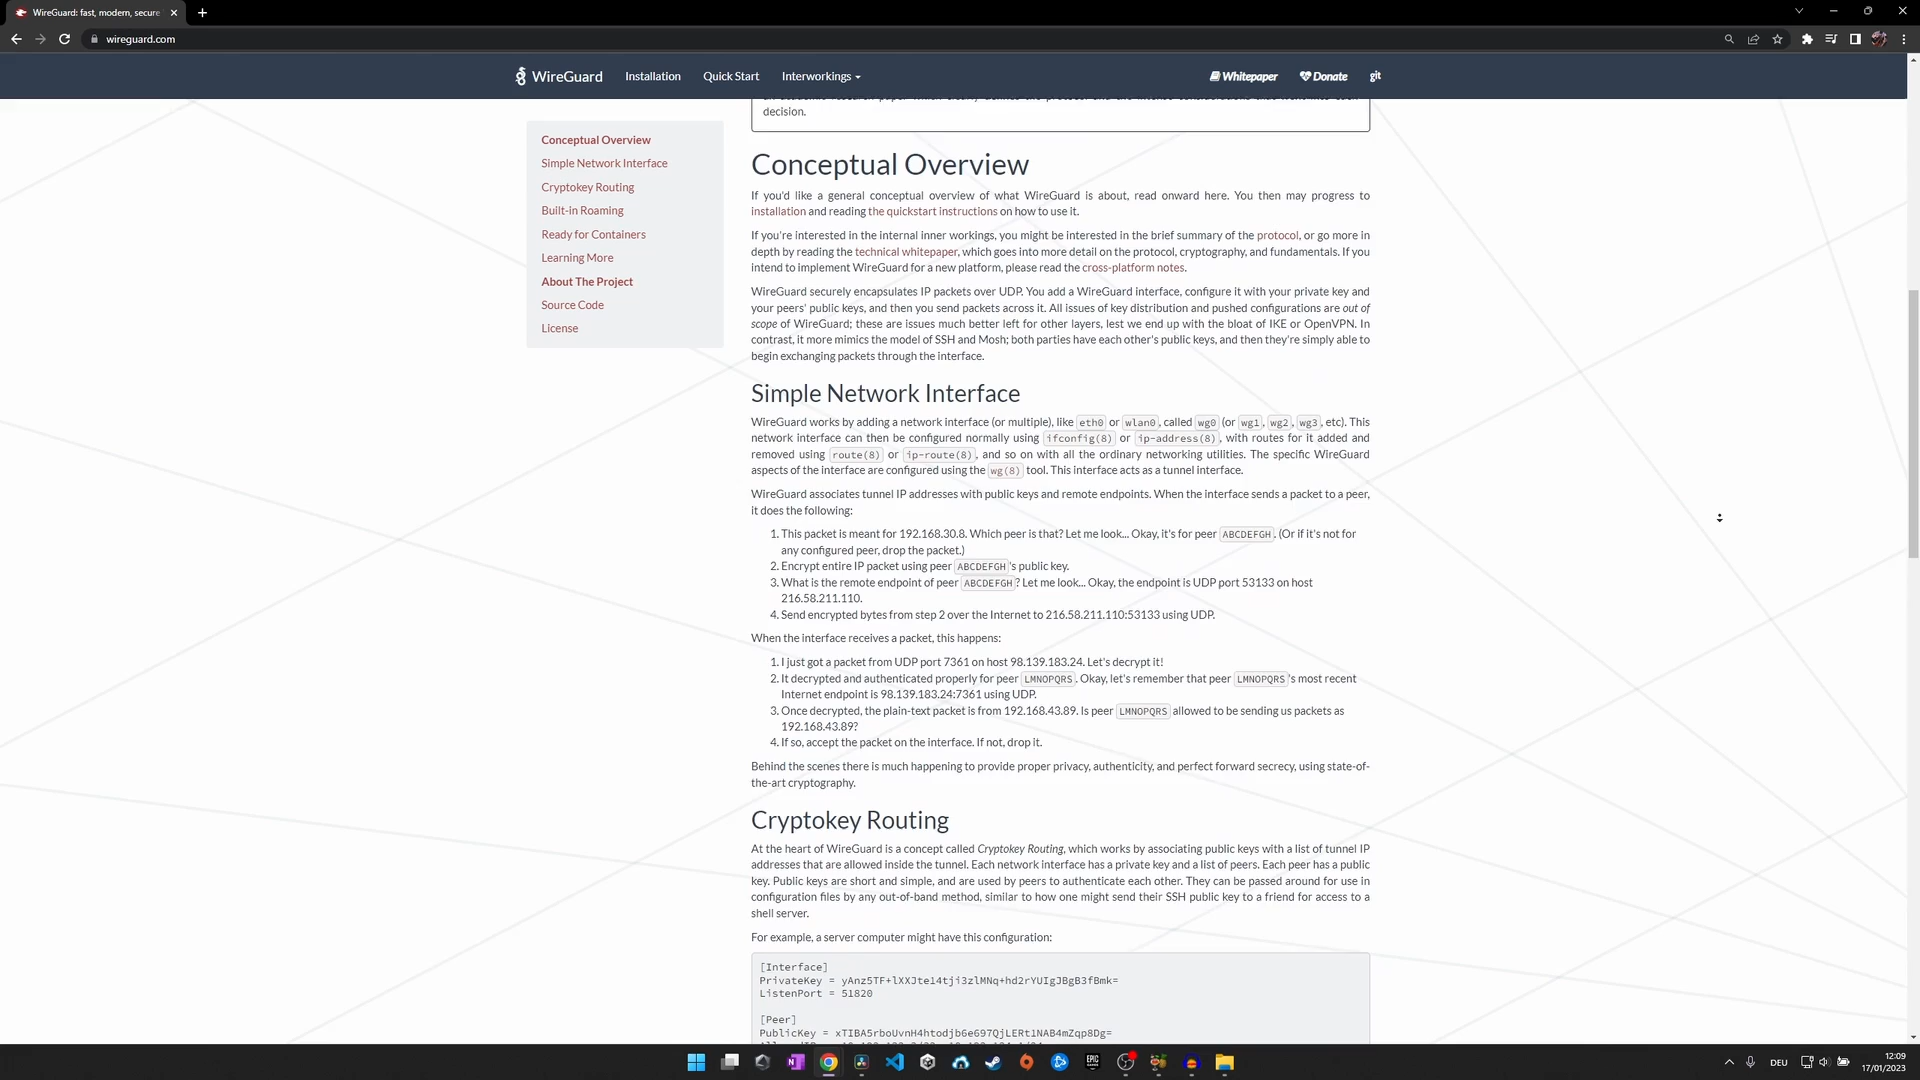 WireGuard: fast, modern, secure
wireguard.com
WireGuard
Installation
Quick Start
Interworkings
Whitepaper
Donate
git
decision.
Conceptual Overview
Simple Network Interface
Cryptokey Routing
Built-in Roaming
Ready for Containers
Learning More
About The Project
Source Code
License
Conceptual Overview
If you'd like a general conceptual overview of what WireGuard is about, read onward here. You then may progress to
installation and reading the quickstart instructions on how to use it.
If you're interested in the internal inner workings, you might be interested in the brief summary of the protocol, or go more in
depth by reading the technical whitepaper, which goes into more detail on the protocol, cryptography, and fundamentals. If you
intend to implement WireGuard for a new platform, please read the cross-platform notes.
WireGuard securely encapsulates IP packets over UDP. You add a WireGuard interface, configure it with your private key and
your peers' public keys, and then you send packets across it. All issues of key distribution and pushed configurations are out of
scope of WireGuard; these are issues much better left for other layers, lest we end up with the bloat of IKE or OpenVPN. In
contrast, it more mimics the model of SSH and Mosh; both parties have each other's public keys, and then they're simply able to
begin exchanging packets through the interface.
Simple Network Interface
WireGuard works by adding a network interface (or multiple), like eth0 or wlan0, called wg0 (or wg1, wg2, wg3, etc). This
network interface can then be configured normally using ifconfig(8) or ip-address(8), with routes for it added and
removed using route(8) or ip-route(8), and so on with all the ordinary networking utilities. The specific WireGuard
aspects of the interface are configured using the wg(8) tool. This interface acts as a tunnel interface.
WireGuard associates tunnel IP addresses with public keys and remote endpoints. When the interface sends a packet to a peer,
it does the following:
1. This packet is meant for 192.168.30.8. Which peer is that? Let me look... Okay, it's for peer ABCDEFGH. (Or if it's not for
any configured peer, drop the packet.)
2. Encrypt entire IP packet using peer ABCDEFGH's public key.
3. What is the remote endpoint of peer ABCDEFGH? Let me look... Okay, the endpoint is UDP port 53133 on host
216.58.211.110.
4. Send encrypted bytes from step 2 over the Internet to 216.58.211.110:53133 using UDP.
When the interface receives a packet, this happens:
1. I just got a packet from UDP port 7361 on host 98.139.183.24. Let's decrypt it!
2. It decrypted and authenticated properly for peer LMNOPQRS. Okay, let's remember that peer LMNOPQRS's most recent
Internet endpoint is 98.139.183.24:7361 using UDP.
3. Once decrypted, the plain-text packet is from 192.168.43.89. Is peer LMNOPQRS allowed to be sending us packets as
192.168.43.89?
4. If so, accept the packet on the interface. If not, drop it.
Behind the scenes there is much happening to provide proper privacy, authenticity, and perfect forward secrecy, using state-of-
the-art cryptography.
Cryptokey Routing
At the heart of WireGuard is a concept called Cryptokey Routing, which works by associating public keys with a list of tunnel IP
addresses that are allowed inside the tunnel. Each network interface has a private key and a list of peers. Each peer has a public
key. Public keys are short and simple, and are used by peers to authenticate each other. They can be passed around for use in
configuration files by any out-of-band method, similar to how one might send their SSH public key to a friend for access to a
shell server.
For example, a server computer might have this configuration:
[Interface]
PrivateKey = yAnz5TF+lXXJte14tji3zlMNq+hd2rYUIgJBgB3fBmk=
ListenPort = 51820
[Peer]
PublicKey = xTIBA5rboUvnH4htodjb6e697QjLERt1NAB4mZqp8Dg=
DEU
12:09
17/01/2023